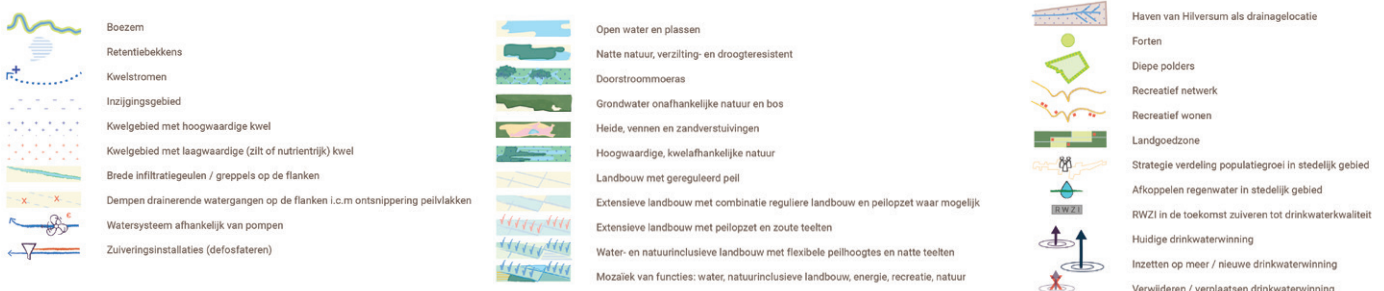 Boezem
Retentiebekkens
Kwelstromen
Inzijgingsgebied
Kwelgebied met hoogwaardige kwel
Kwelgebied met laagwaardige (zilt of nutrientrijk) kwel
Brede infiltratiegeulen / greppels op de flanken
Dempen drainerende watergangen op de flanken i.c.m ontsnippering peilvlakken
Watersysteem afhankelijk van pompen
Zuiveringsinstallaties (defosfateren)
Open water en plassen
Natte natuur, verzilting- en droogteresistent
Doorstroommoeras
Grondwater onafhankelijke natuur en bos
Heide, vennen en zandverstuivingen
Hoogwaardige, kwelafhankelijke natuur
Landbouw met gereguleerd peil
Extensieve landbouw met combinatie reguliere landbouw en peilopzet waar mogelijk
Extensieve landbouw met peilopzet en zoute teelten
Water- en natuurinclusieve landbouw met flexibele peilhoogtes en natte teelten
Mozaïek van functies: water, natuurinclusieve landbouw, energie, recreatie, natuur
Haven van Hilversum als drainagelocatie
Forten
Diepe polders
Recreatief netwerk
Recreatief wonen
Landgoedzone
Strategie verdeling populatiegroei in stedelijk gebied
Afkoppelen regenwater in stedelijk gebied
RWZI RWZI in de toekomst zuiveren tot drinkwaterkwaliteit
Huidige drinkwaterwinning
Inzetten op meer / nieuwe drinkwaterwinning
Verwijderen / verplaatsen drinkwaterwinning